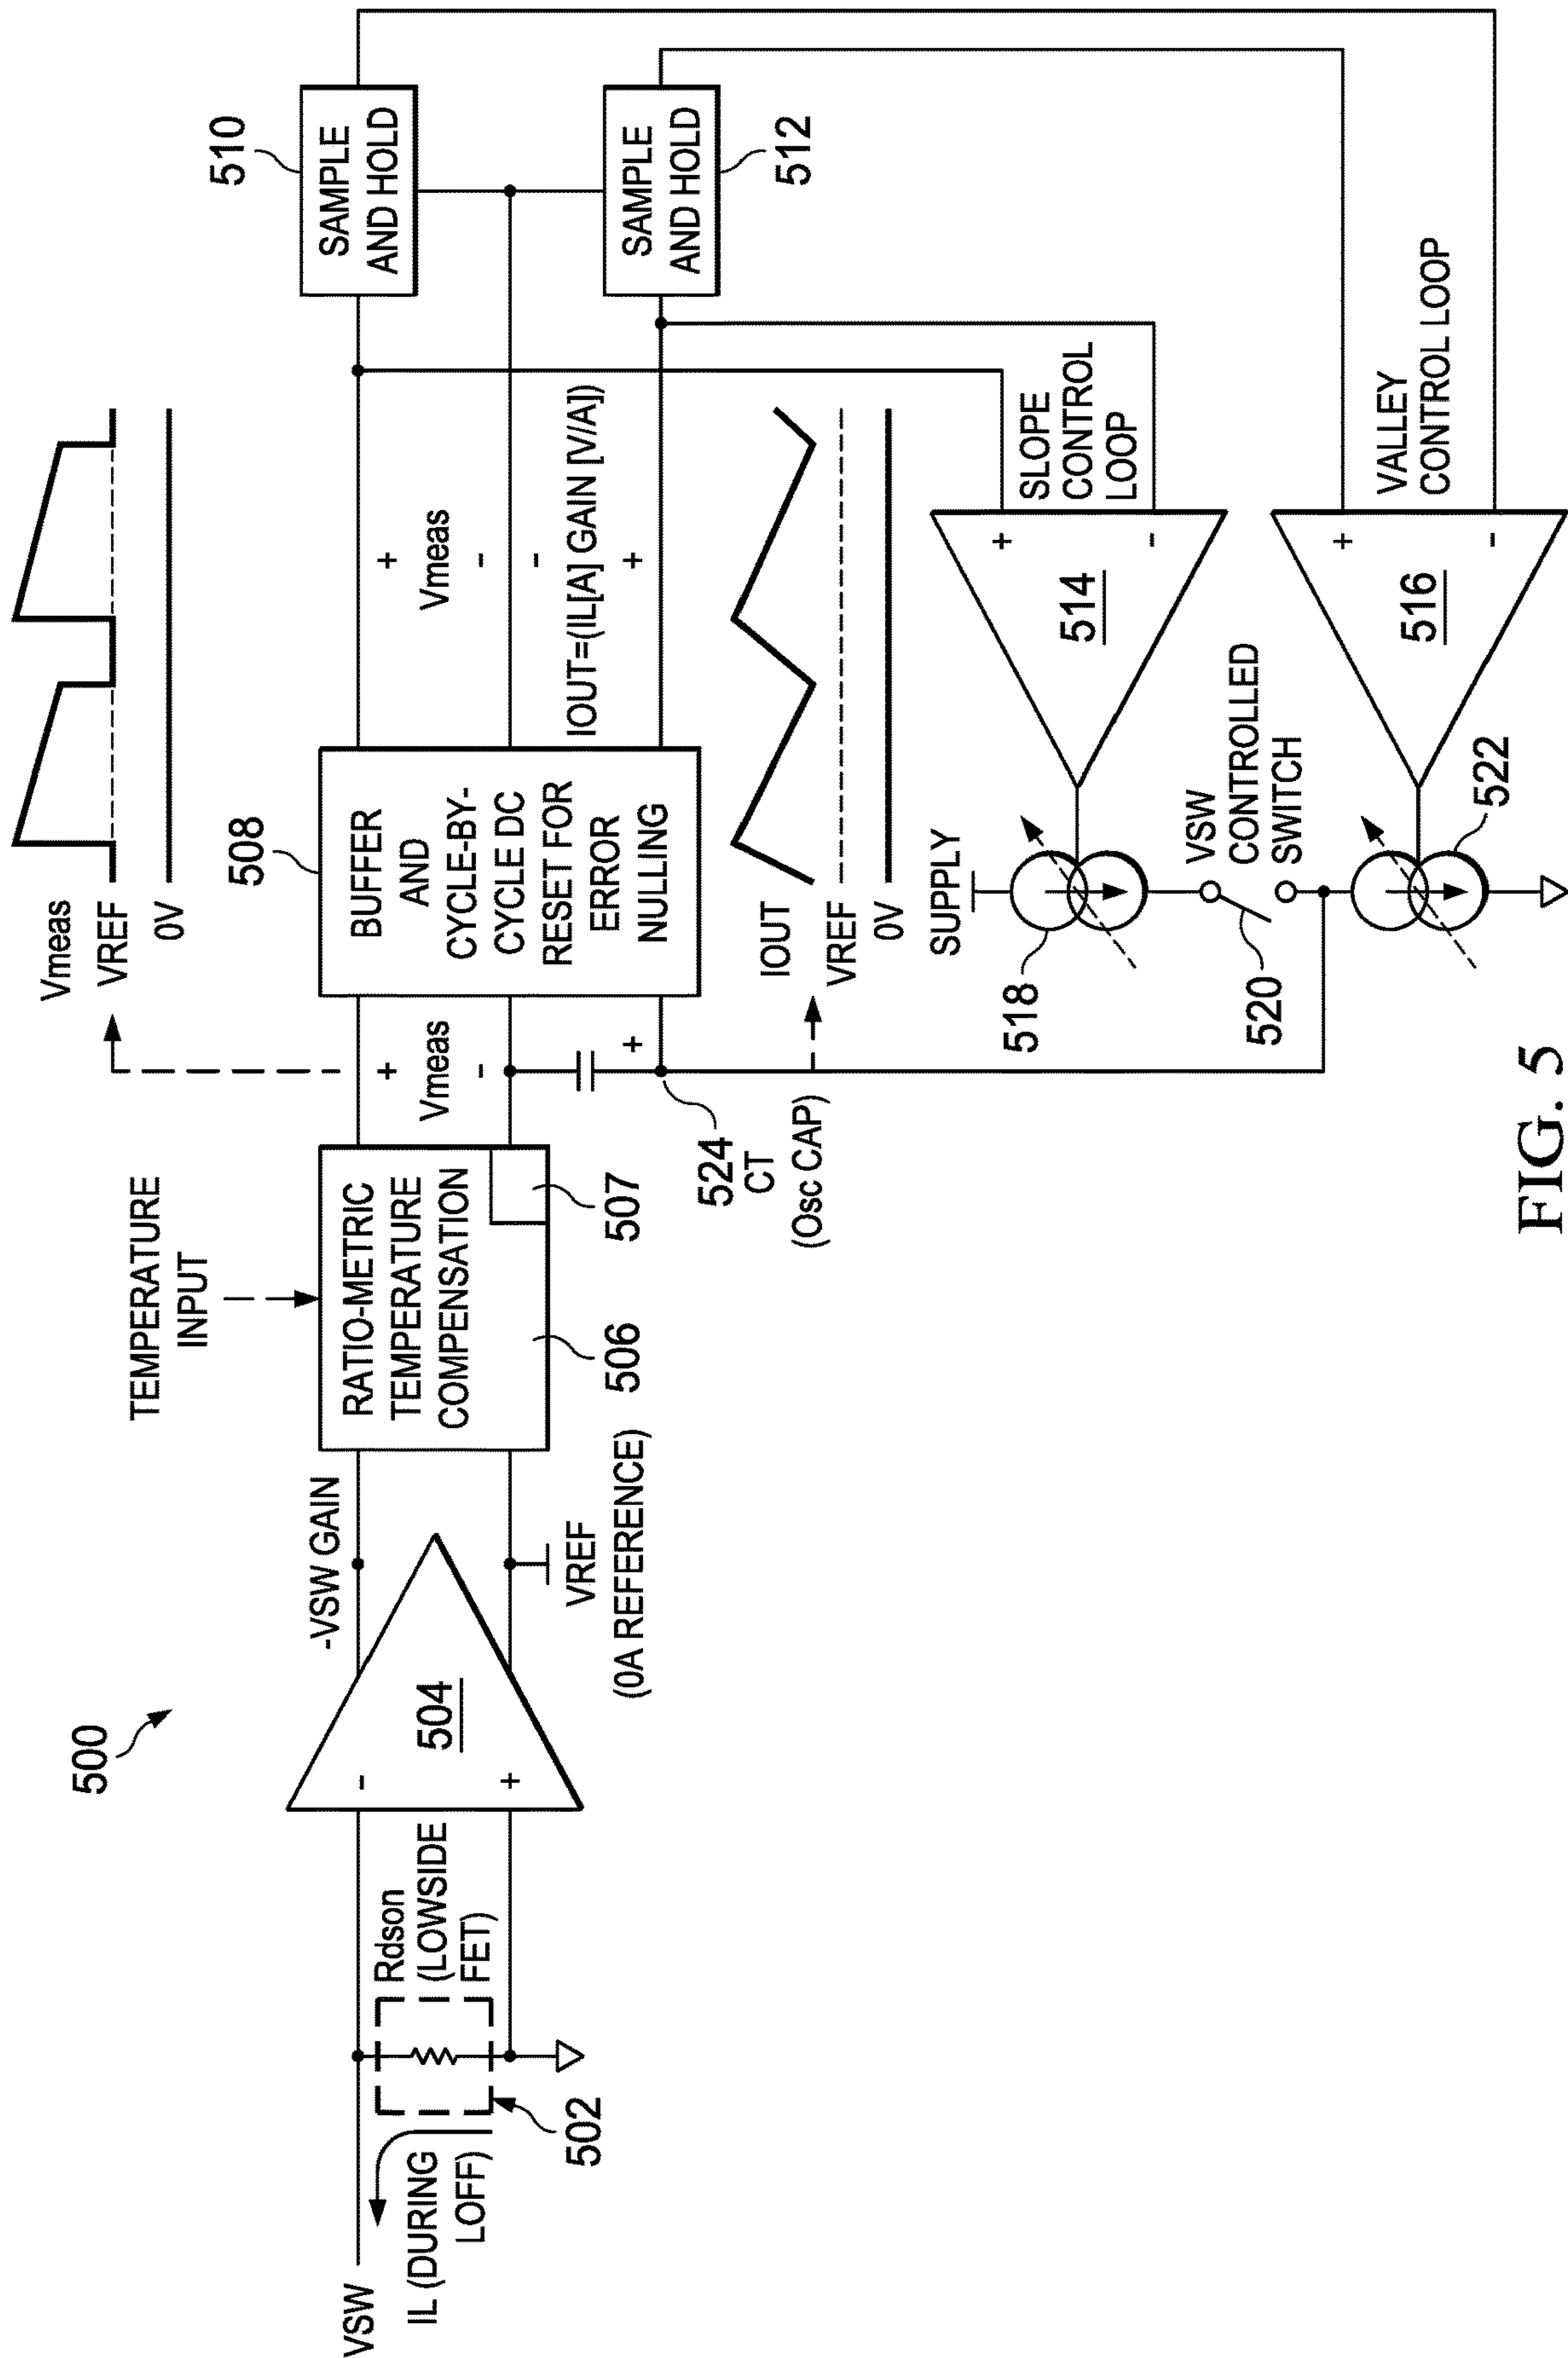 500
VSW
IL (DURING
LOFF)
502
Rdson
(LOWSIDE
FET)
-
+
504
-VSW GAIN
VREF
(0A REFERENCE)
TEMPERATURE
INPUT
RATIO-METRIC
TEMPERATURE
COMPENSATION
506
507
+
Vmeas
-
+
524
CT
(Osc CAP)
Vmeas
VREF
0V
508
BUFFER
AND
CYCLE-BY-
CYCLE DC
RESET FOR
ERROR
NULLING
+
Vmeas
-
-
IOUT=(IL[A] GAIN [V/A])
+
IOUT
VREF
0V
510
SAMPLE
AND HOLD
SAMPLE
AND HOLD
512
SUPPLY
518
520
VSW
CONTROLLED
SWITCH
522
514
+
-
SLOPE
CONTROL
LOOP
516
+
-
VALLEY
CONTROL LOOP
FIG. 5